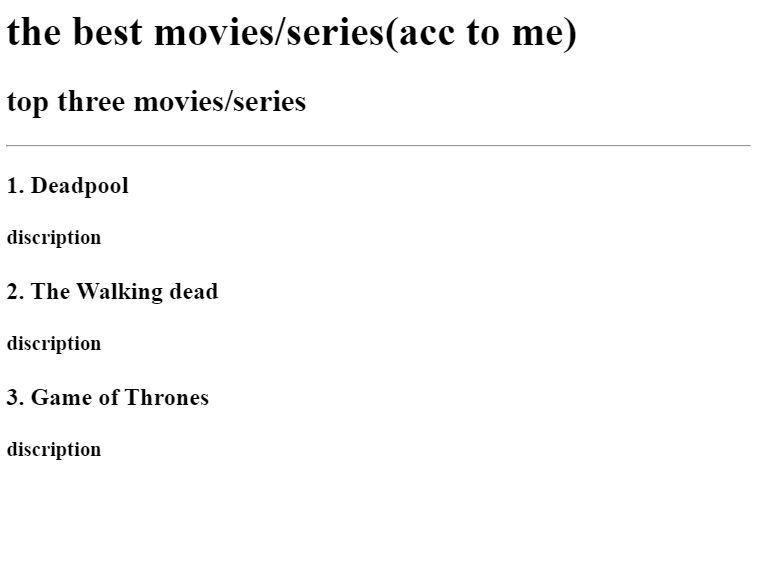 the best movies/series(acc to me)
top three movies/series
1. Deadpool
discription
2. The Walking dead
discription
3. Game of Thrones
discription